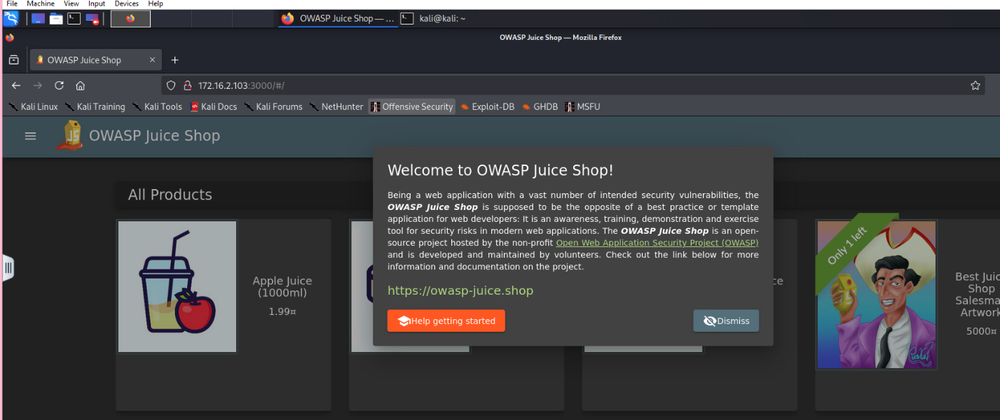 File Machine View Input Devices Help
OWASP Juice Shop — ... kali@kali: ~
OWASP Juice Shop — Mozilla Firefox
OWASP Juice Shop
172.16.2.103:3000/#/
Kali Linux Kali Training Kali Tools Kali Docs Kali Forums NetHunter Offensive Security Exploit-DB GHDB MSFU
OWASP Juice Shop
All Products
Welcome to OWASP Juice Shop!
Being a web application with a vast number of intended security vulnerabilities, the
OWASP Juice Shop is supposed to be the opposite of a best practice or template
application for web developers: It is an awareness, training, demonstration and exercise
tool for security risks in modern web applications. The OWASP Juice Shop is an open-
source project hosted by the non-profit Open Web Application Security Project (OWASP)
and is developed and maintained by volunteers. Check out the link below for more
information and documentation on the project.
https://owasp-juice.shop
Help getting started
Dismiss
Apple Juice
(1000ml)
1.99¤
Only 1 left
Best Juic
Shop
Salesma
Artwork
5000¤